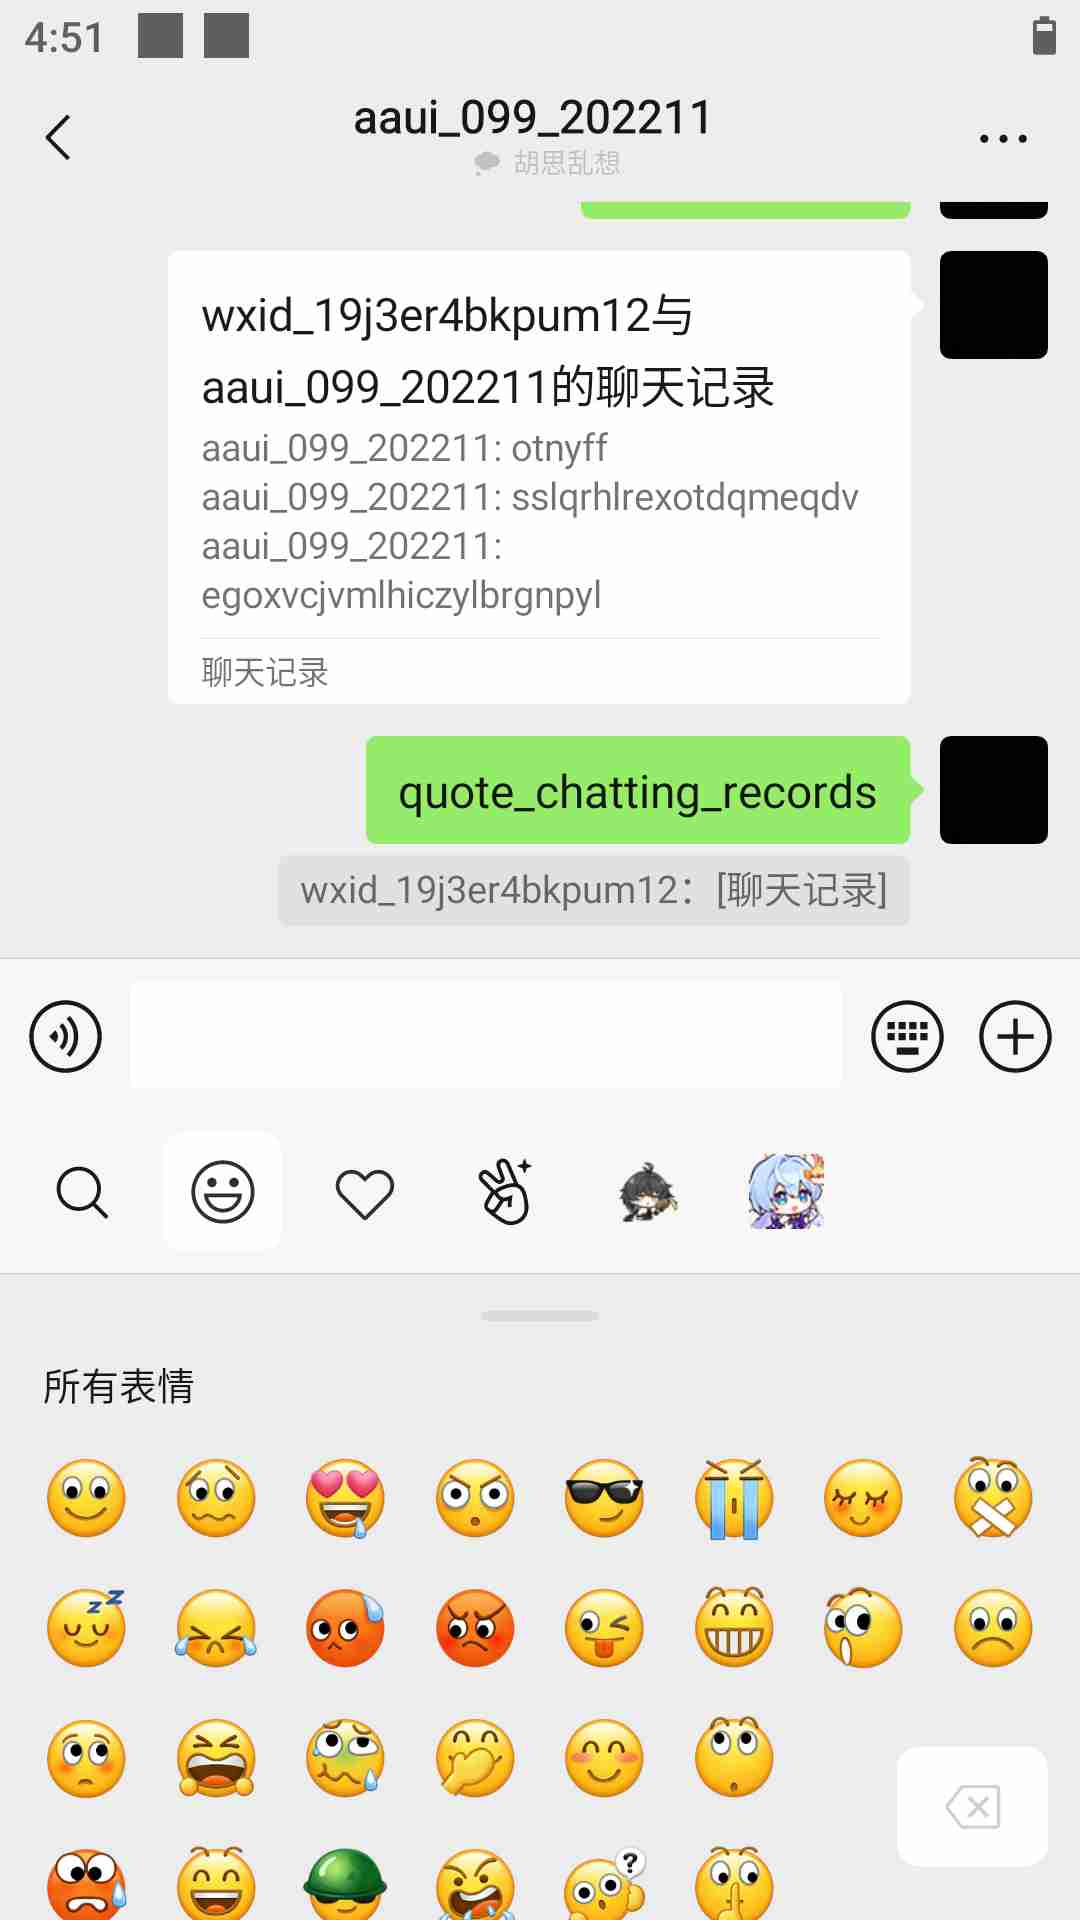 4:51
aaui_099_202211
胡思乱想
wxid_19j3er4bkpum12与
aaui_099_202211的聊天记录
aaui_099_202211: otnyff
aaui_099_202211: sslqrhlrexotdqmeqdv
aaui_099_202211:
egoxvcjvmlhiczylbrgnpyl
聊天记录
quote_chatting_records
wxid_19j3er4bkpum12：[聊天记录]
所有表情